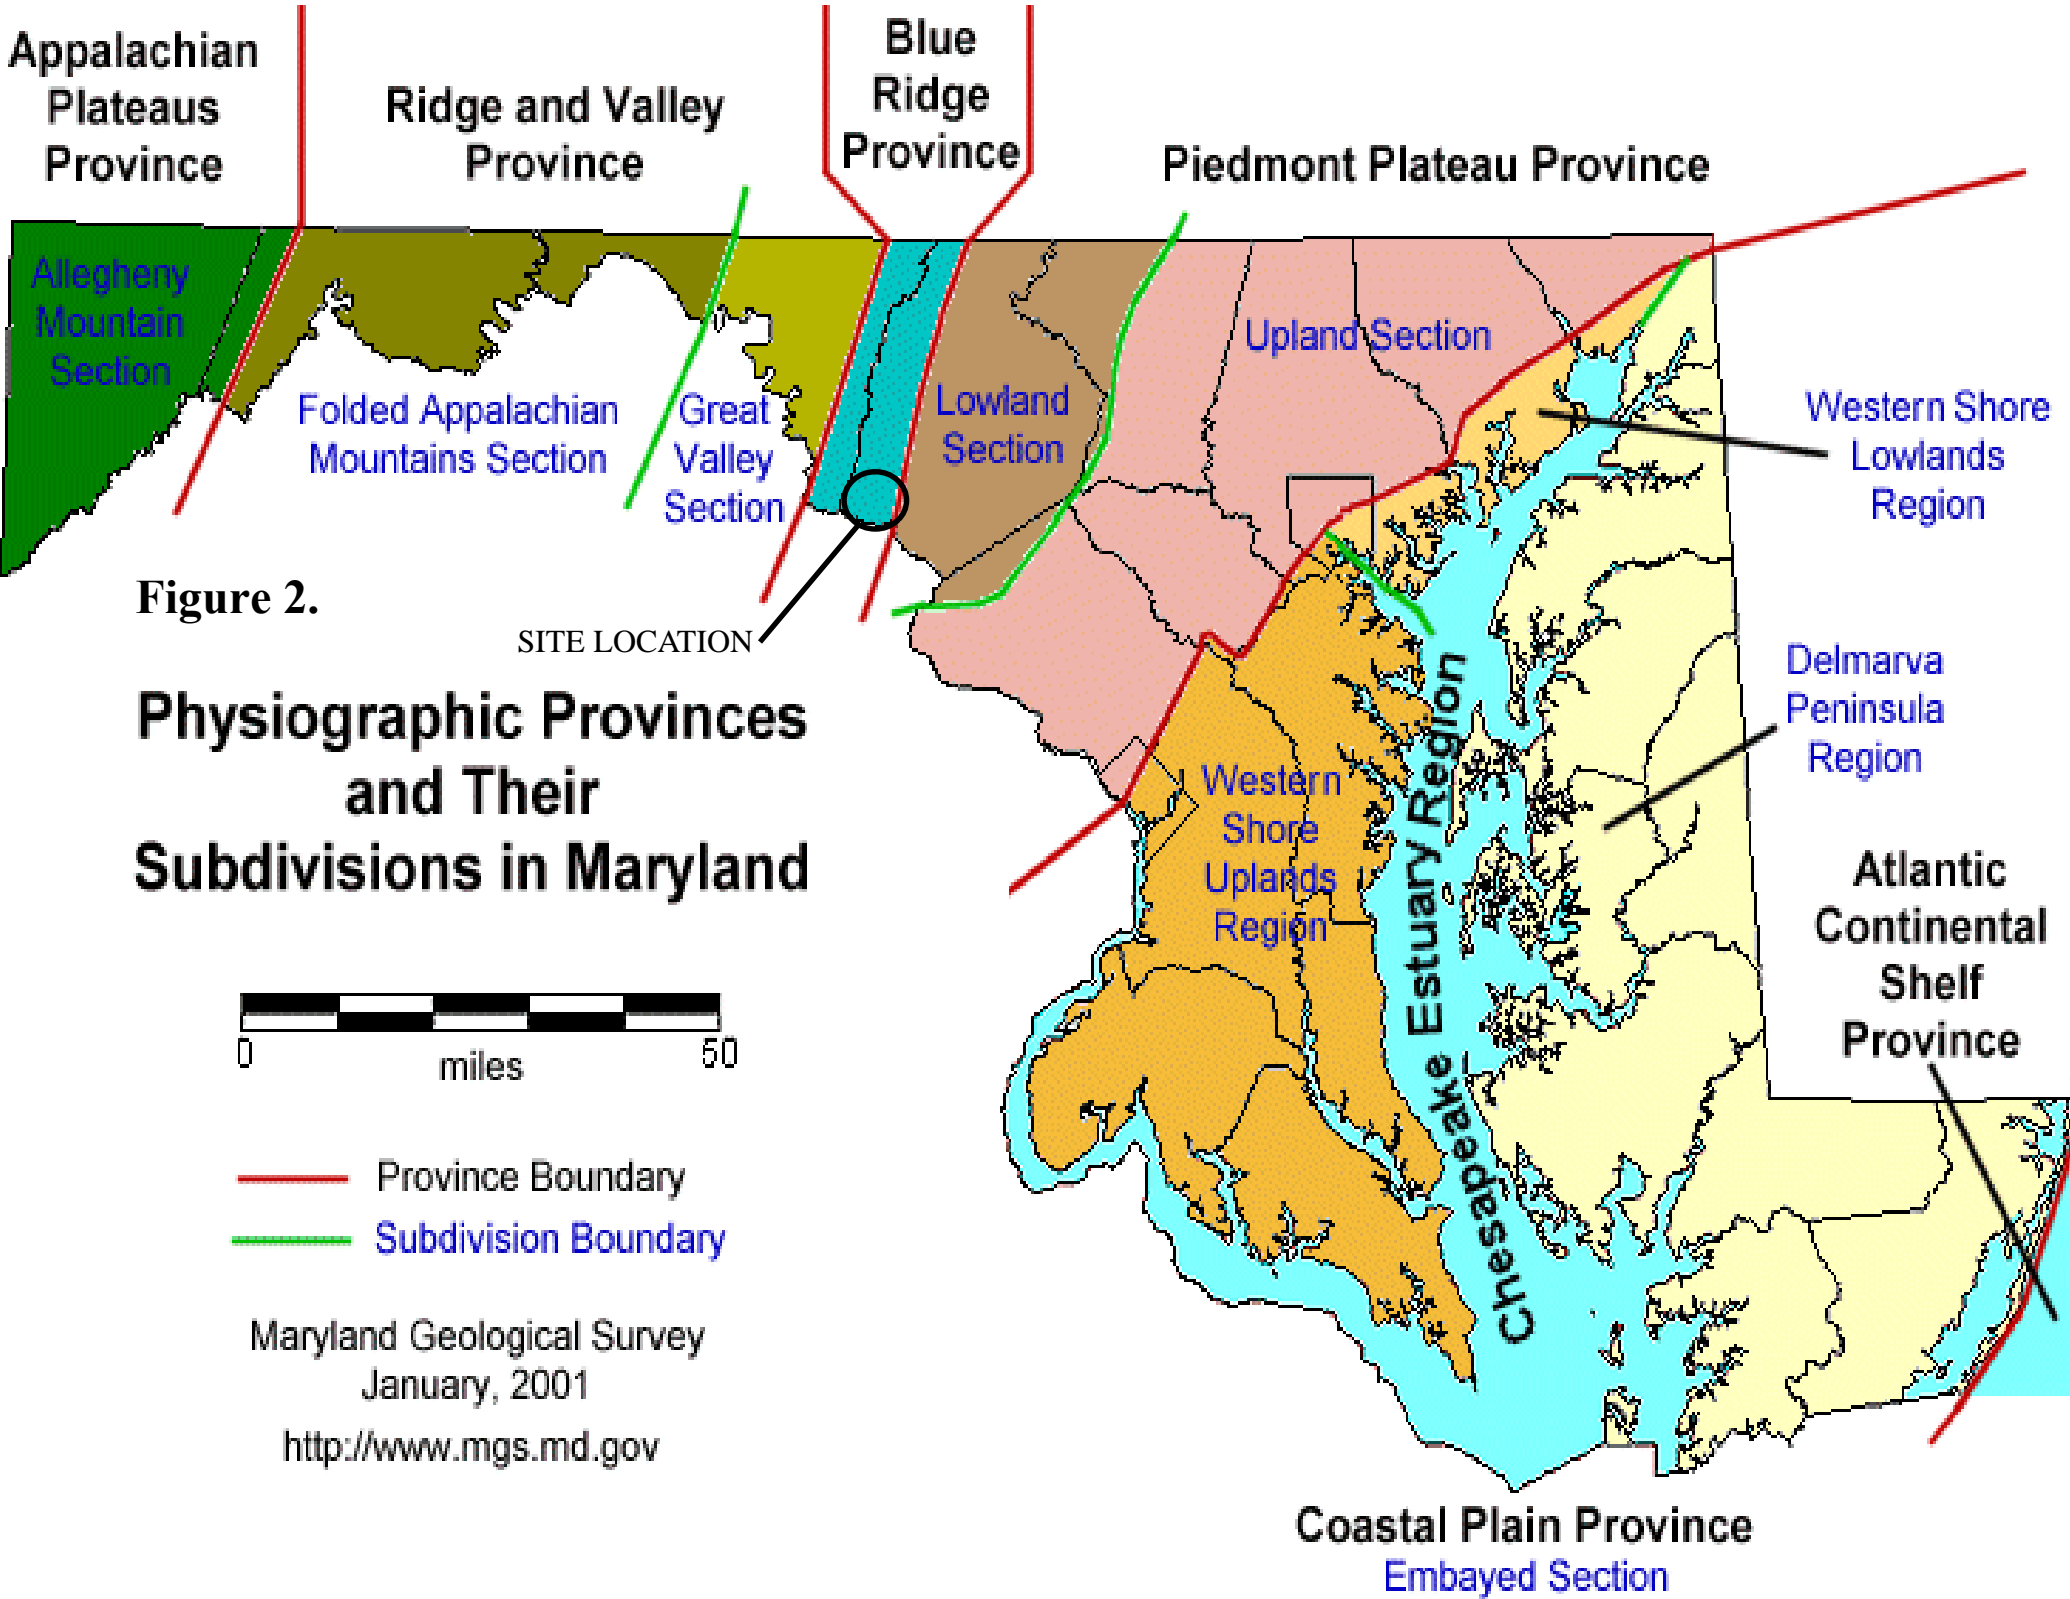 Appalachian
Plateaus
Province
Ridge and Valley
Province
Blue
Ridge
Province
Piedmont Plateau Province
Allegheny
Mountain
Section
Folded Appalachian
Mountains Section
Great
Valley
Section
Lowland
Section
Upland Section
Western Shore
Lowlands
Region
Figure 2.
SITE LOCATION
Physiographic Provinces
and Their
Subdivisions in Maryland
Delmarva
Peninsula
Region
Western
Shore
Uplands
Region
Chesapeake Estuary Region
Atlantic
Continental
Shelf
Province
0 50
miles
Province Boundary
Subdivision Boundary
Maryland Geological Survey
January, 2001
http://www.mgs.md.gov
Coastal Plain Province
Embayed Section